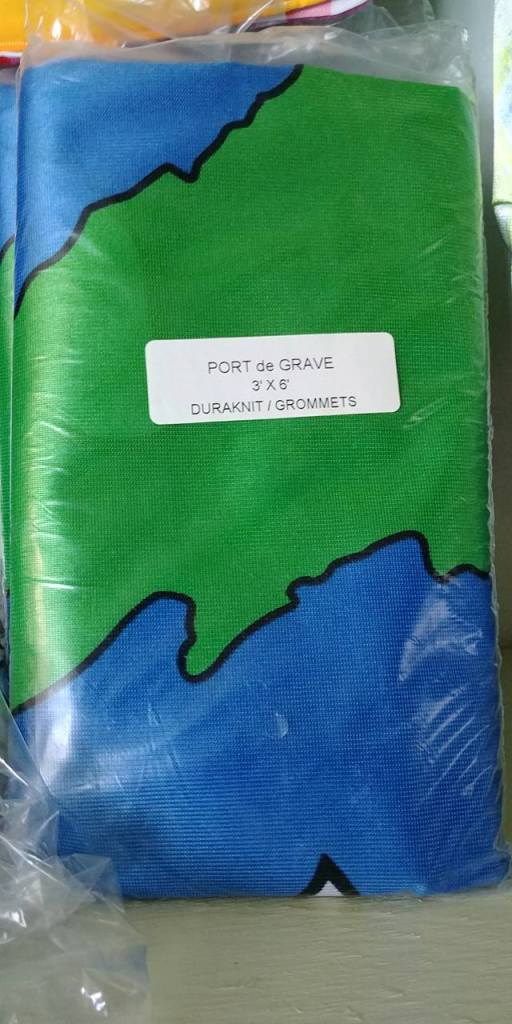 PORT de GRAVE
3' X 6'
DURAKNIT / GROMMETS